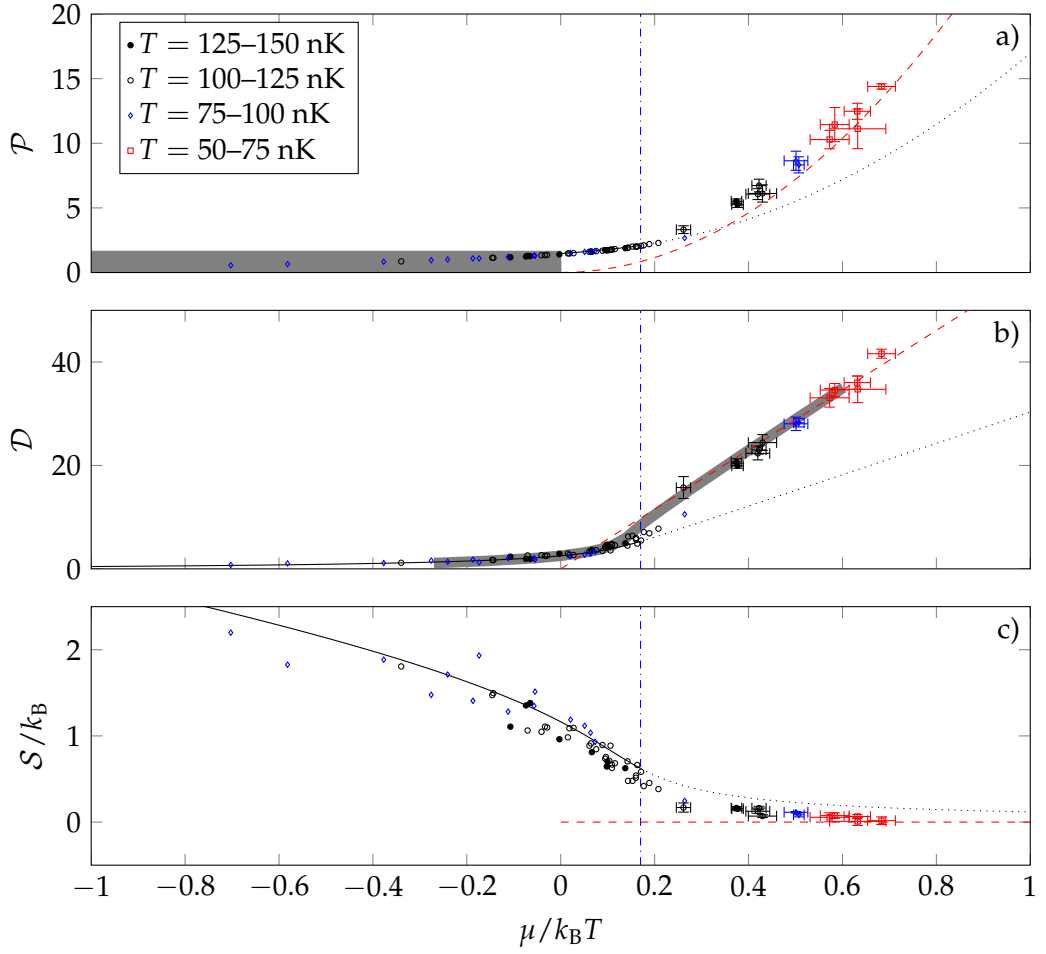 20
15
10
5
0
𝒫
a)
T = 125–150 nK
T = 100–125 nK
T = 75–100 nK
T = 50–75 nK
40
20
0
𝒟
b)
2
1
0
𝒮/k_B
c)
−1 −0.8 −0.6 −0.4 −0.2 0 0.2 0.4 0.6 0.8 1
μ/k_BT